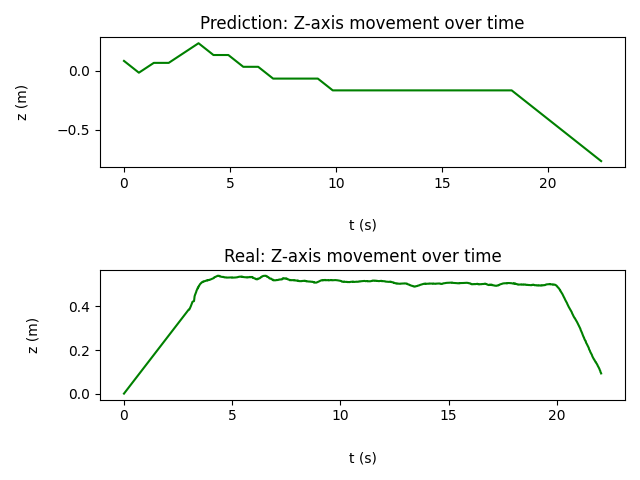 Prediction: Z-axis movement over time
z (m)
0.0
−0.5
0 5 10 15 20
t (s)
Real: Z-axis movement over time
z (m)
0.4
0.2
0.0
0 5 10 15 20
t (s)